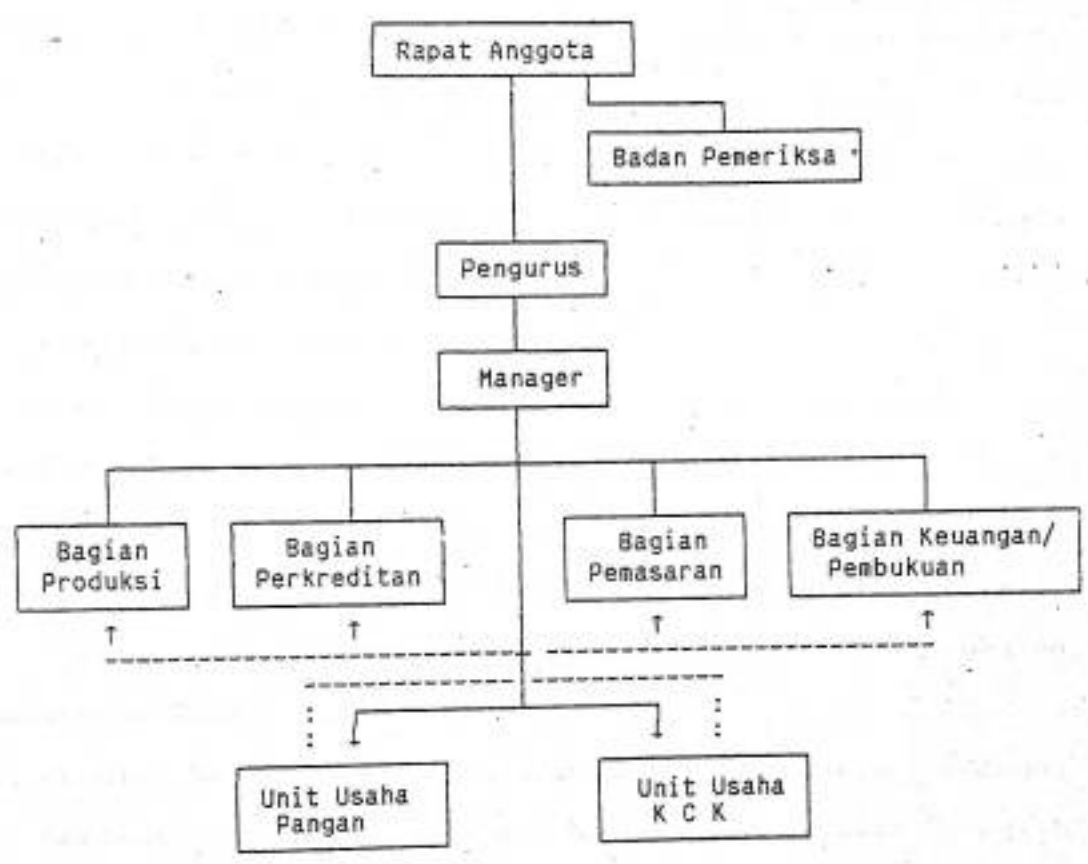 Rapat Anggota
Badan Pemeriksa
Pengurus
Manager
Bagian
Produksi
Bagian
Perkreditan
Bagian
Pemasaran
Bagian Keuangan/
Pembukuan
Unit Usaha
Pangan
Unit Usaha
K C K